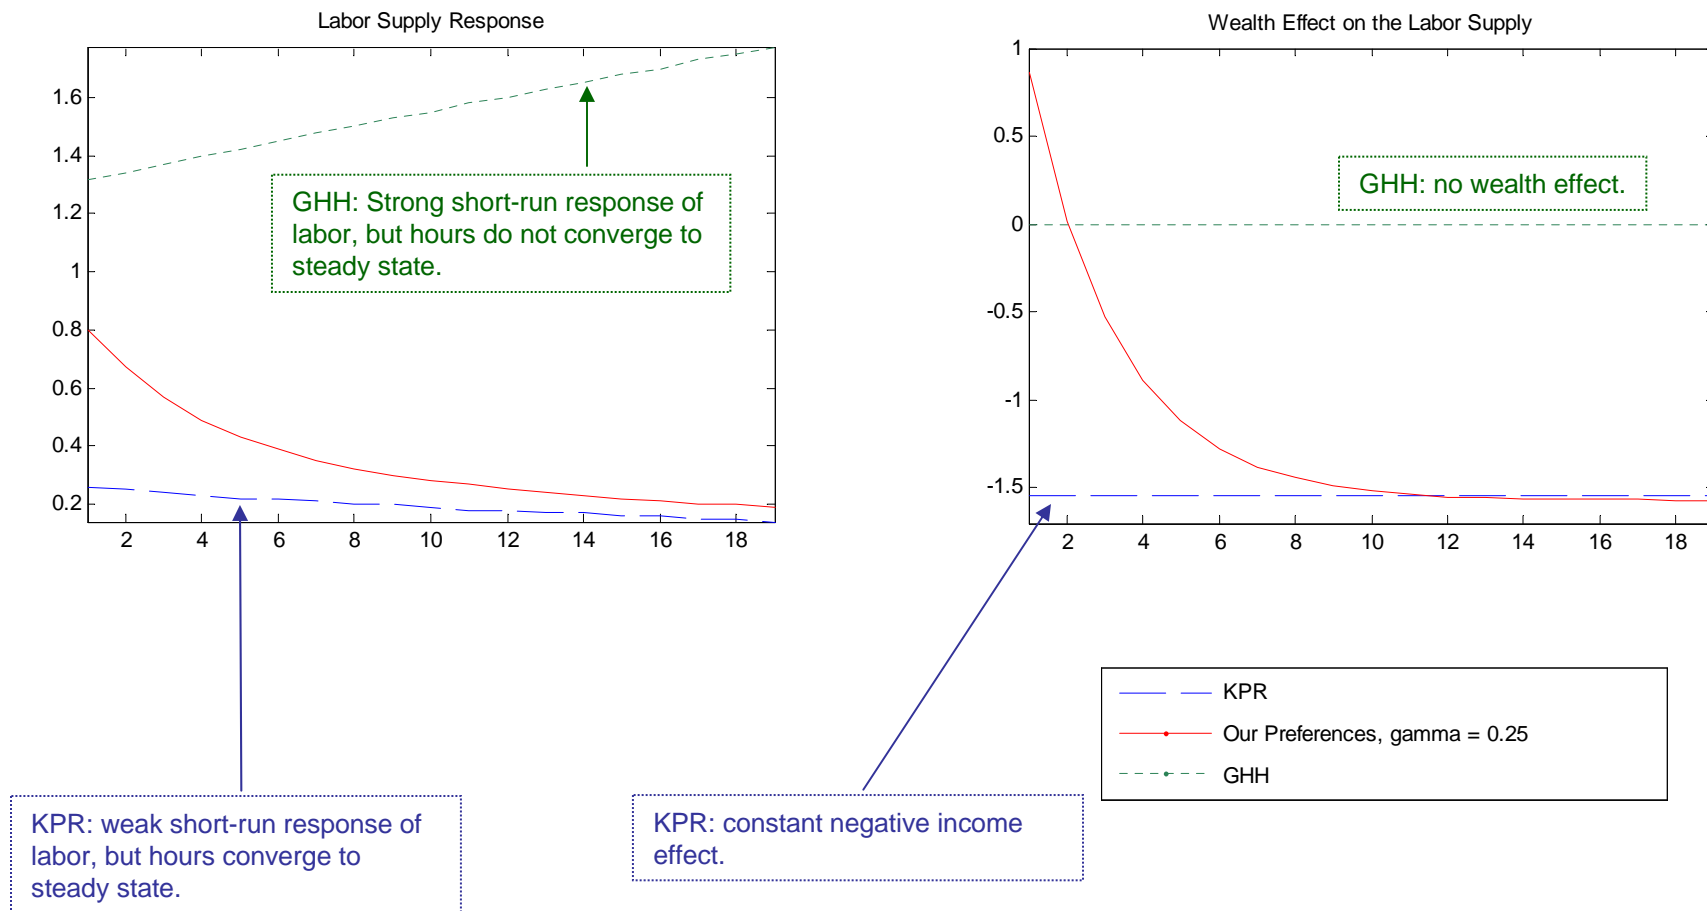 Labor Supply Response
1.6
1.4
1.2
1
0.8
0.6
0.4
0.2
2 4 6 8 10 12 14 16 18
GHH: Strong short-run response of
labor, but hours do not converge to
steady state.
KPR: weak short-run response of
labor, but hours converge to
steady state.
Wealth Effect on the Labor Supply
1
0.5
0
-0.5
-1
-1.5
2 4 6 8 10 12 14 16 18
GHH: no wealth effect.
KPR: constant negative income
effect.
KPR
Our Preferences, gamma = 0.25
GHH